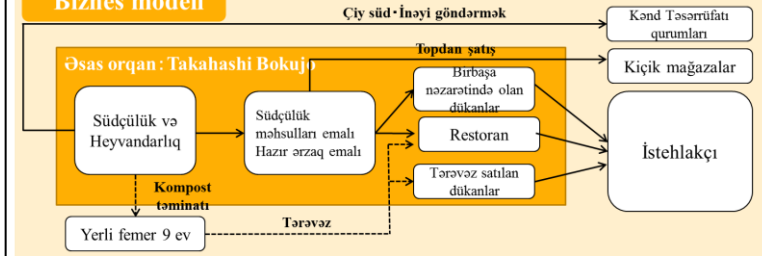 Biznes modeli
Çiy süd・İnəyi göndərmək
Kənd Təsərrüfatı
qurumları
Topdan satış
Əsas orqan : Takahashi Bokujo
Kiçik mağazalar
Birbaşa
nəzarətində olan
dükanlar
Südçülük və
Heyvandarlıq
Südçülük
məhsulları emalı
Hazır ərzaq emalı
Restoran
İstehlakçı
Tərəvəz satılan
dükanlar
Kompost
təminatı
Tərəvəz
Yerli femer 9 ev